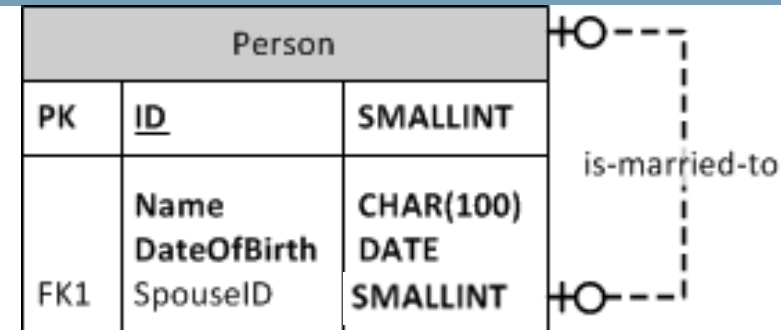 Person
PK ID SMALLINT
is-married-to
Name CHAR(100)
DateOfBirth DATE
FK1 SpouseID SMALLINT